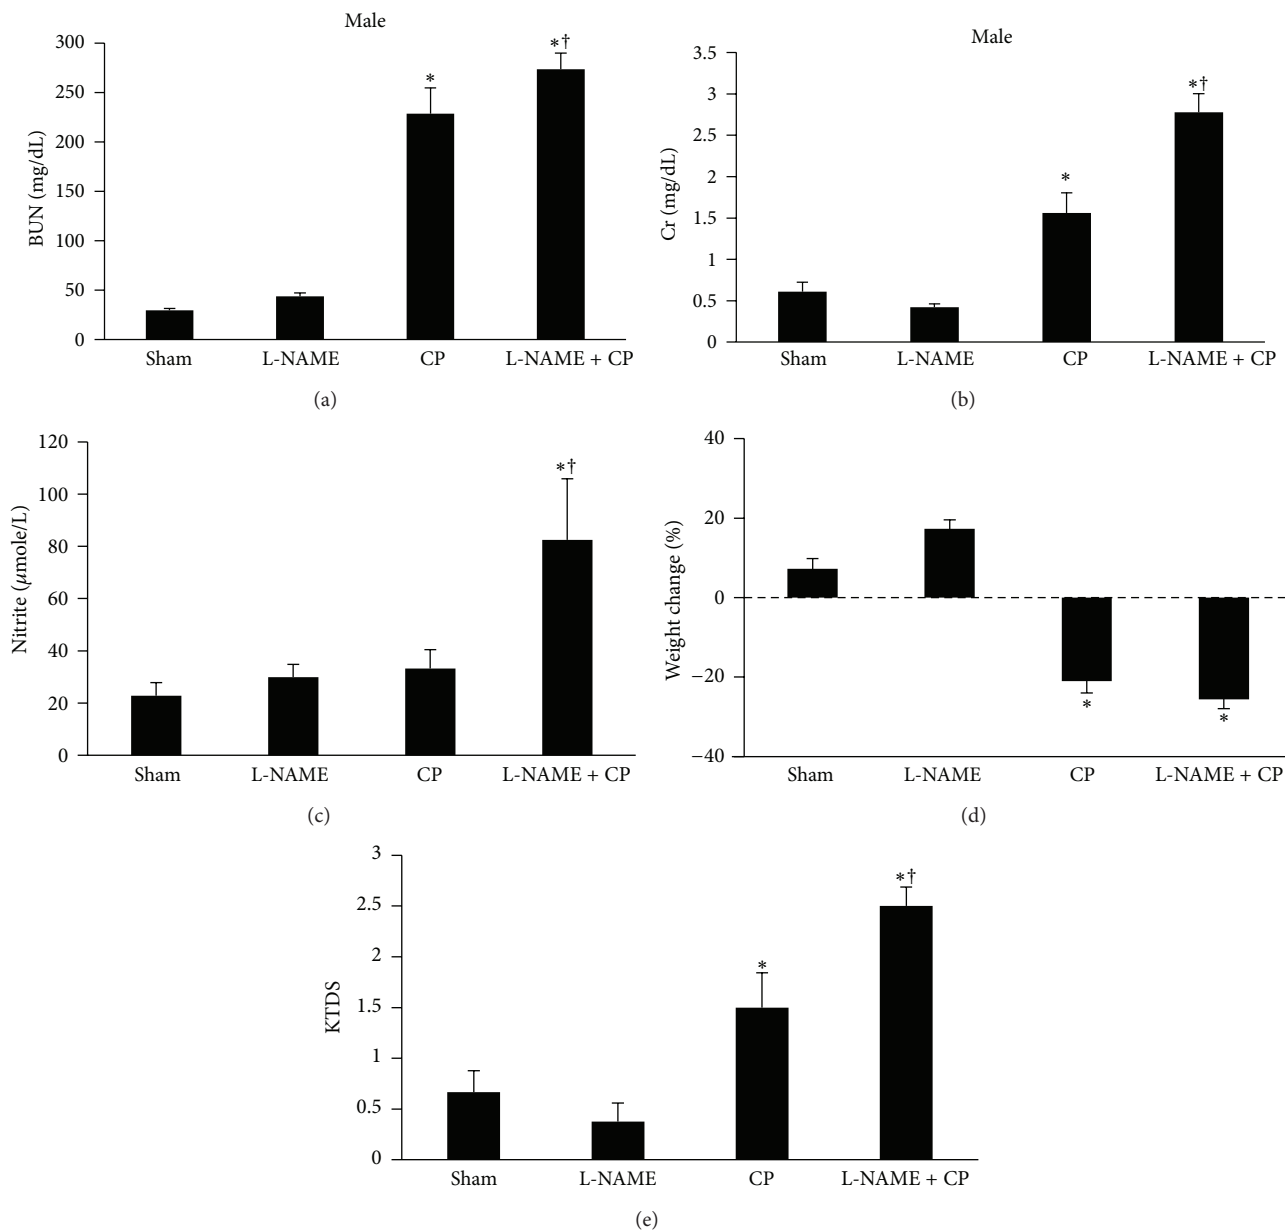 Male
300
250
200
150
100
50
0
BUN (mg/dL)
*
*†
Sham L-NAME CP L-NAME + CP
(a)
Male
3.5
3
2.5
2
1.5
1
0.5
0
Cr (mg/dL)
*
*†
Sham L-NAME CP L-NAME + CP
(b)
120
100
80
60
40
20
0
Nitrite (μmole/L)
*†
Sham L-NAME CP L-NAME + CP
(c)
40
20
0
−20
−40
Weight change (%)
*
*
Sham L-NAME CP L-NAME + CP
(d)
3
2.5
2
1.5
1
0.5
0
KTDS
*
*†
Sham L-NAME CP L-NAME + CP
(e)